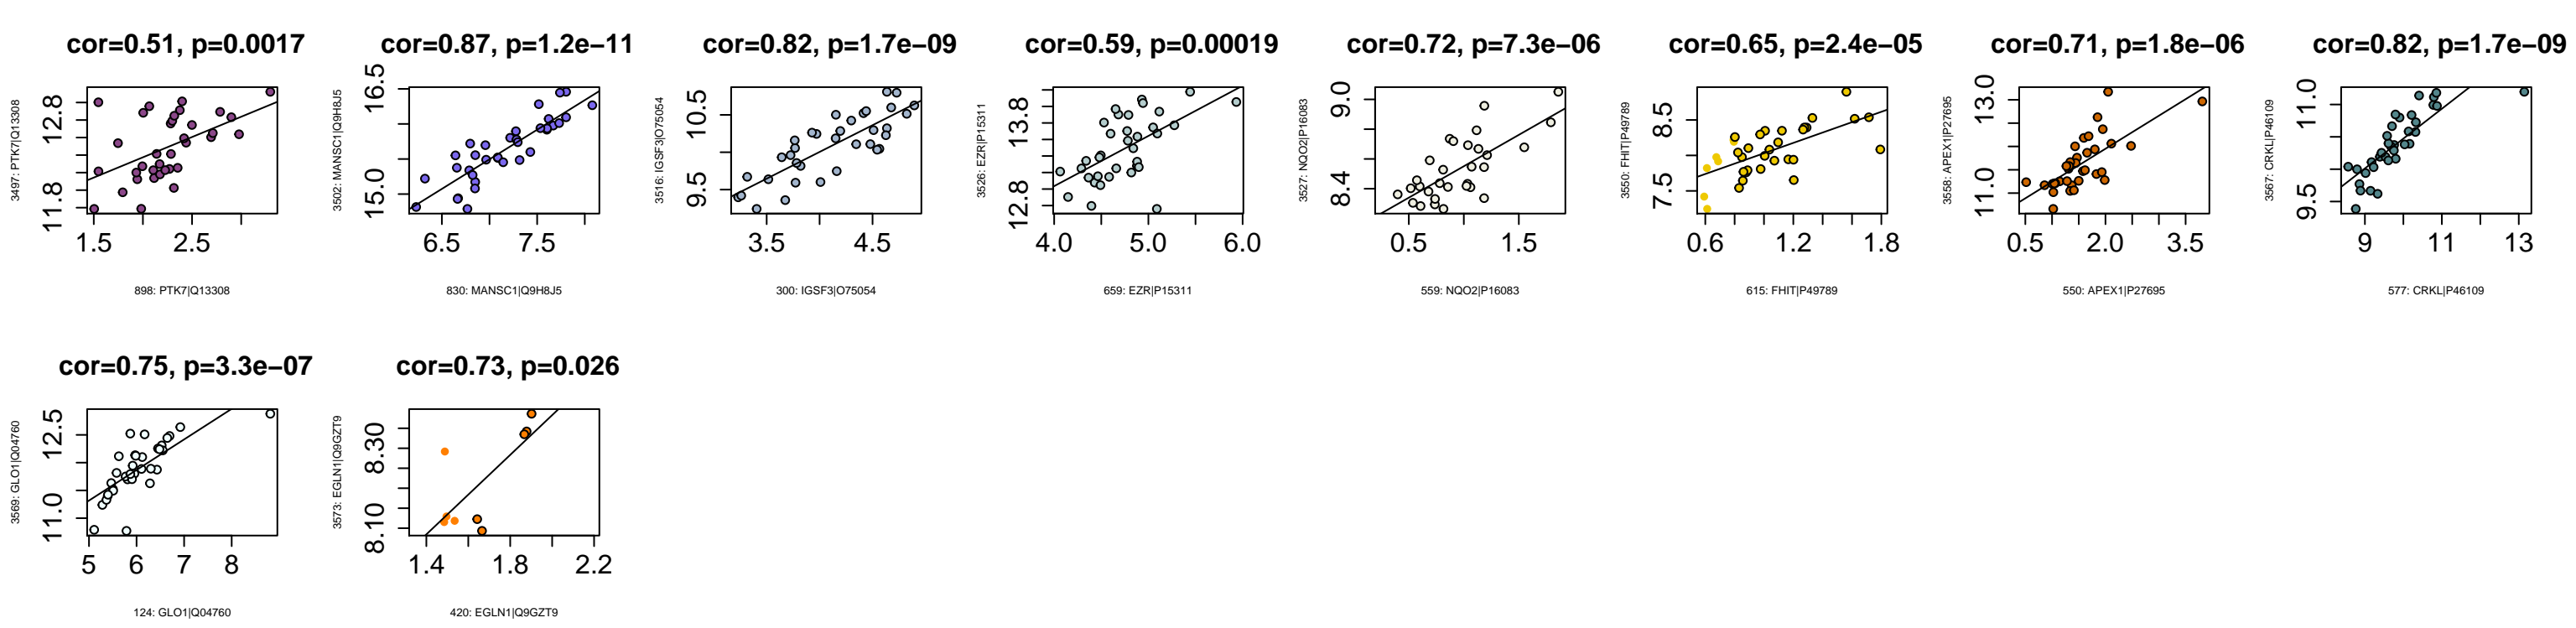 cor=0.51, p=0.0017
3497: PTK7|Q13308
11.8 12.8
1.5 2.5
898: PTK7|Q13308
cor=0.87, p=1.2e−11
3502: MANSC1|Q9H8J5
15.0 16.5
6.5 7.5
830: MANSC1|Q9H8J5
cor=0.82, p=1.7e−09
3516: IGSF3|O75054
9.5 10.5
3.5 4.5
300: IGSF3|O75054
cor=0.59, p=0.00019
3526: EZR|P15311
12.8 13.8
4.0 5.0 6.0
659: EZR|P15311
cor=0.72, p=7.3e−06
3527: NQO2|P16083
8.4 9.0
0.5 1.5
559: NQO2|P16083
cor=0.65, p=2.4e−05
3550: FHIT|P49789
7.5 8.5
0.6 1.2 1.8
615: FHIT|P49789
cor=0.71, p=1.8e−06
3558: APEX1|P27695
11.0 13.0
0.5 2.0 3.5
550: APEX1|P27695
cor=0.82, p=1.7e−09
3567: CRKL|P46109
9.5 11.0
9 11 13
577: CRKL|P46109
cor=0.75, p=3.3e−07
3569: GLO1|Q04760
11.0 12.5
5 6 7 8
124: GLO1|Q04760
cor=0.73, p=0.026
3573: EGLN1|Q9GZT9
8.10 8.30
1.4 1.8 2.2
420: EGLN1|Q9GZT9